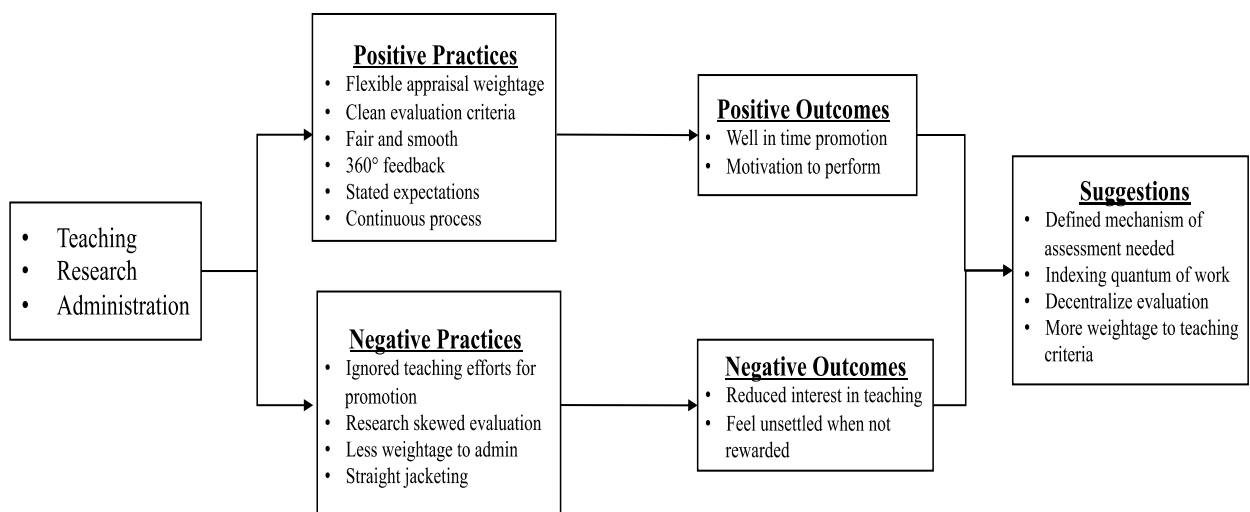 • Teaching
• Research
• Administration
Positive Practices
• Flexible appraisal weightage
• Clean evaluation criteria
• Fair and smooth
• 360° feedback
• Stated expectations
• Continuous process
Negative Practices
• Ignored teaching efforts for
promotion
• Research skewed evaluation
• Less weightage to admin
• Straight jacketing
Positive Outcomes
• Well in time promotion
• Motivation to perform
Negative Outcomes
• Reduced interest in teaching
• Feel unsettled when not
rewarded
Suggestions
• Defined mechanism of
assessment needed
• Indexing quantum of work
• Decentralize evaluation
• More weightage to teaching
criteria